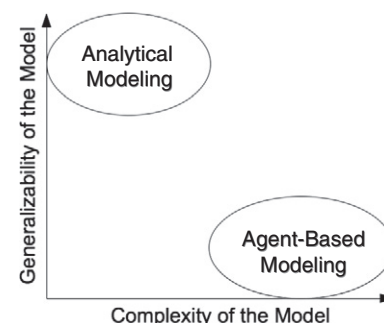 Generalizability of the Model
Analytical
Modeling
Agent-Based
Modeling
Complexity of the Model